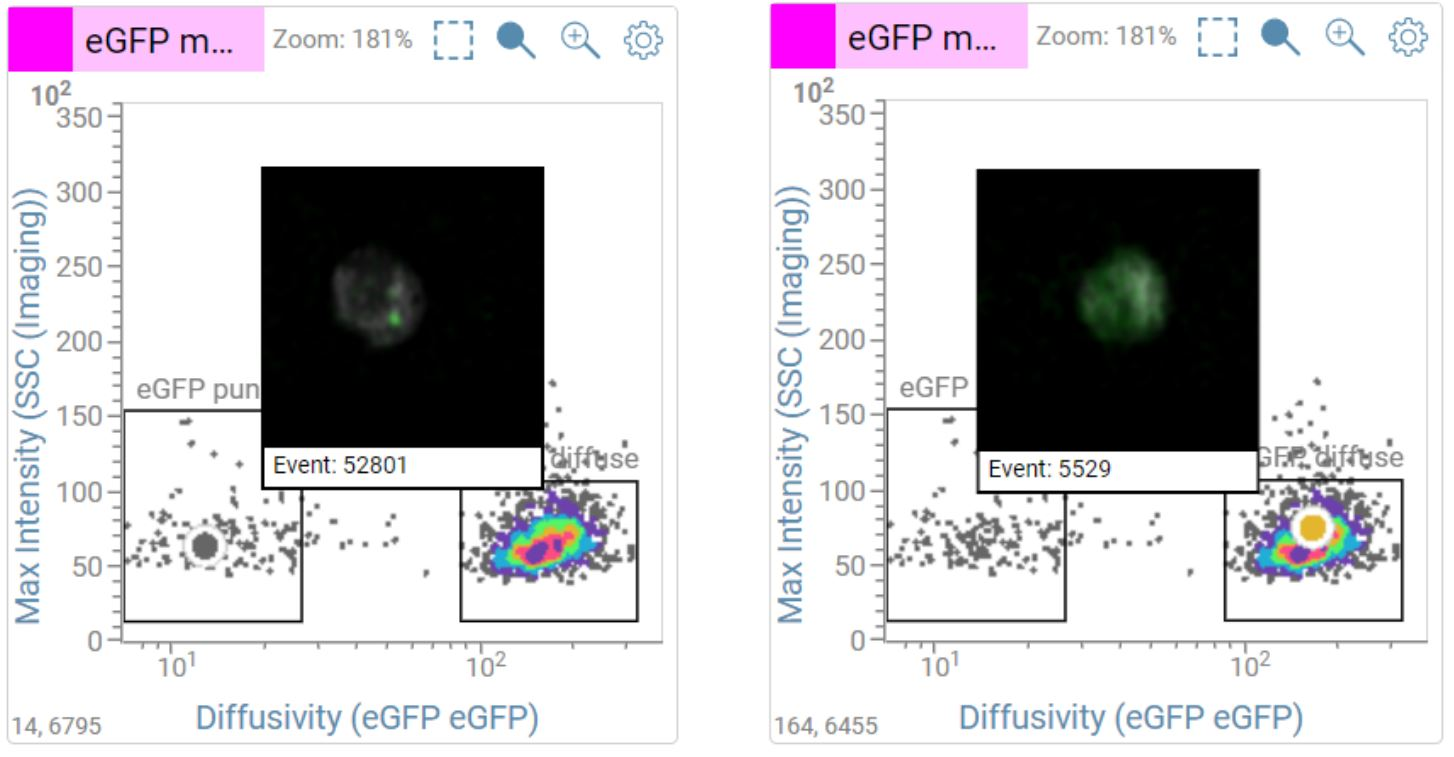 eGFP m... Zoom: 181%
10²
350
300
250
200
150
100
50
0
Max Intensity (SSC (Imaging))
eGFP pun
diffuse
Event: 52801
10¹ 10²
Diffusivity (eGFP eGFP)
14, 6795
eGFP m... Zoom: 181%
10²
350
300
250
200
150
100
50
0
Max Intensity (SSC (Imaging))
eGFP
GFP diffuse
Event: 5529
10¹ 10²
Diffusivity (eGFP eGFP)
164, 6455